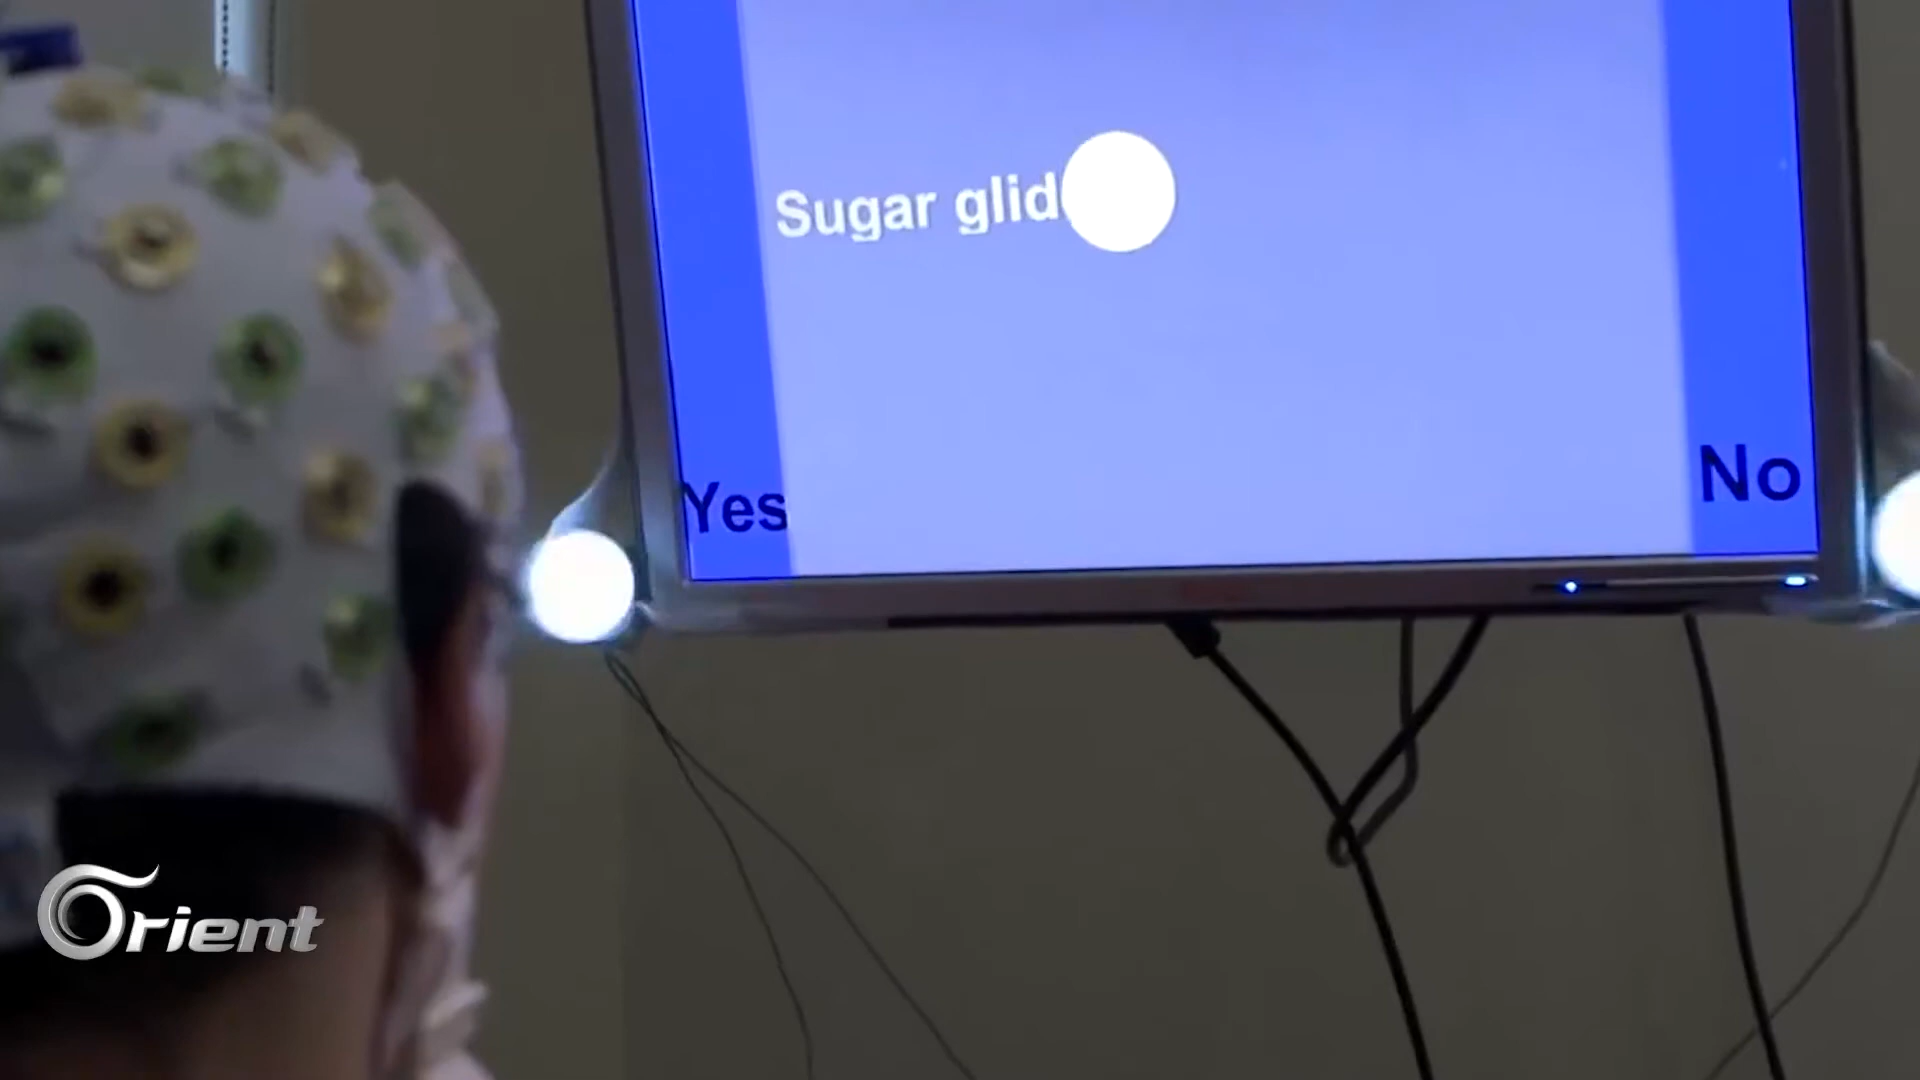 Sugar glid
Yes
No
Orient